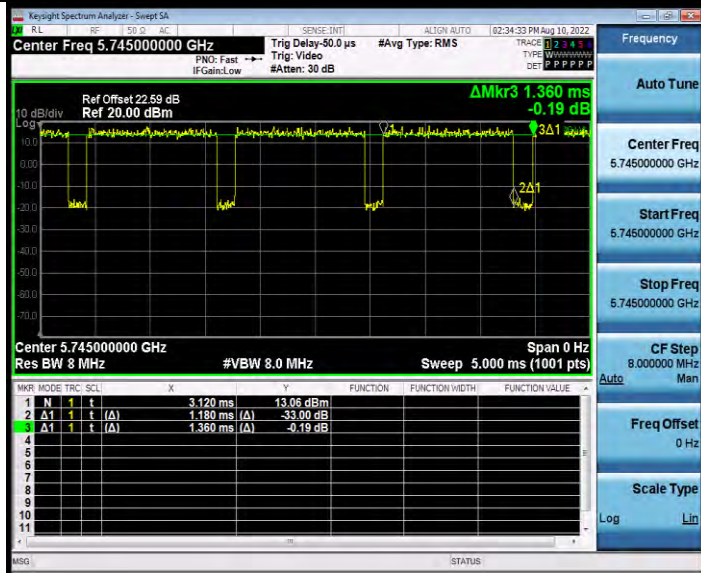 Keysight Spectrum Analyzer - Swept SA
RL RF 50 Ω AC SENSE:INT ALIGN AUTO 02:34:33 PM Aug 10, 2022
Center Freq 5.745000000 GHz
Trig Delay-50.0 µs #Avg Type: RMS
TRACE 1 2 3 4 5 6
PNO: Fast Trig: Video
TYPE WWWWWW
IFGain:Low #Atten: 30 dB
DET P P P P P P
ΔMkr3 1.360 ms
-0.19 dB
Ref Offset 22.59 dB
10 dB/div Ref 20.00 dBm
Log
1
3Δ1
10.0
0.00
2Δ1
-10.0
-20.0
-30.0
-40.0
-50.0
-60.0
-70.0
Center 5.745000000 GHz Span 0 Hz
Res BW 8 MHz #VBW 8.0 MHz Sweep 5.000 ms (1001 pts)
MKR MODE TRC SCL X Y FUNCTION FUNCTION WIDTH FUNCTION VALUE
1 N 1 t 3.120 ms 13.06 dBm
2 Δ1 1 t (Δ) 1.180 ms (Δ) -33.00 dB
3 Δ1 1 t (Δ) 1.360 ms (Δ) -0.19 dB
4
5
6
7
8
9
10
11
MSG STATUS
Frequency
Auto Tune
Center Freq
5.745000000 GHz
Start Freq
5.745000000 GHz
Stop Freq
5.745000000 GHz
CF Step
8.000000 MHz
Auto Man
Freq Offset
0 Hz
Scale Type
Log Lin